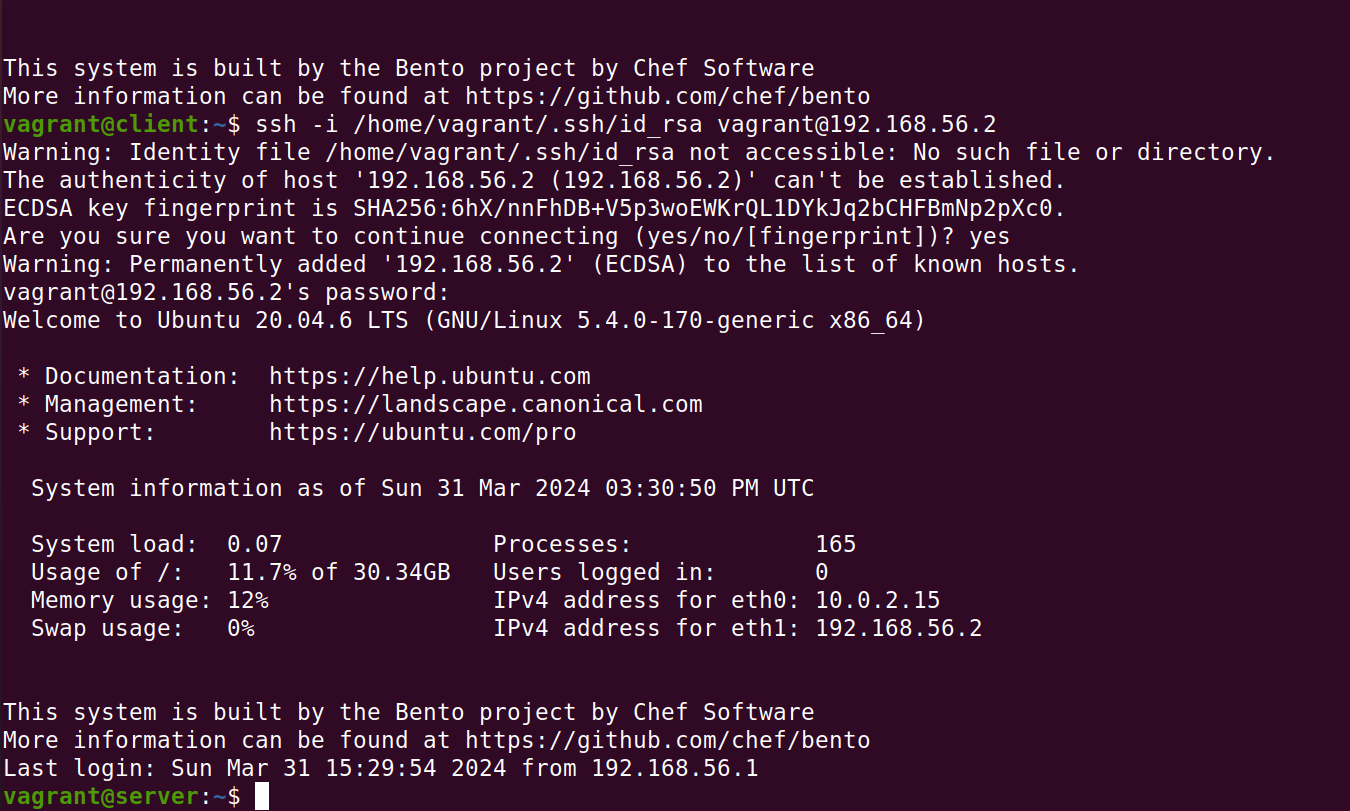 This system is built by the Bento project by Chef Software
More information can be found at https://github.com/chef/bento
vagrant@client:~$ ssh -i /home/vagrant/.ssh/id_rsa vagrant@192.168.56.2
Warning: Identity file /home/vagrant/.ssh/id_rsa not accessible: No such file or directory.
The authenticity of host '192.168.56.2 (192.168.56.2)' can't be established.
ECDSA key fingerprint is SHA256:6hX/nnFhDB+V5p3woEWKrQL1DYkJq2bCHFBmNp2pXc0.
Are you sure you want to continue connecting (yes/no/[fingerprint])? yes
Warning: Permanently added '192.168.56.2' (ECDSA) to the list of known hosts.
vagrant@192.168.56.2's password:
Welcome to Ubuntu 20.04.6 LTS (GNU/Linux 5.4.0-170-generic x86_64)

 * Documentation:  https://help.ubuntu.com
 * Management:     https://landscape.canonical.com
 * Support:        https://ubuntu.com/pro

  System information as of Sun 31 Mar 2024 03:30:50 PM UTC

  System load:  0.07               Processes:             165
  Usage of /:   11.7% of 30.34GB   Users logged in:       0
  Memory usage: 12%                IPv4 address for eth0: 10.0.2.15
  Swap usage:   0%                 IPv4 address for eth1: 192.168.56.2


This system is built by the Bento project by Chef Software
More information can be found at https://github.com/chef/bento
Last login: Sun Mar 31 15:29:54 2024 from 192.168.56.1
vagrant@server:~$